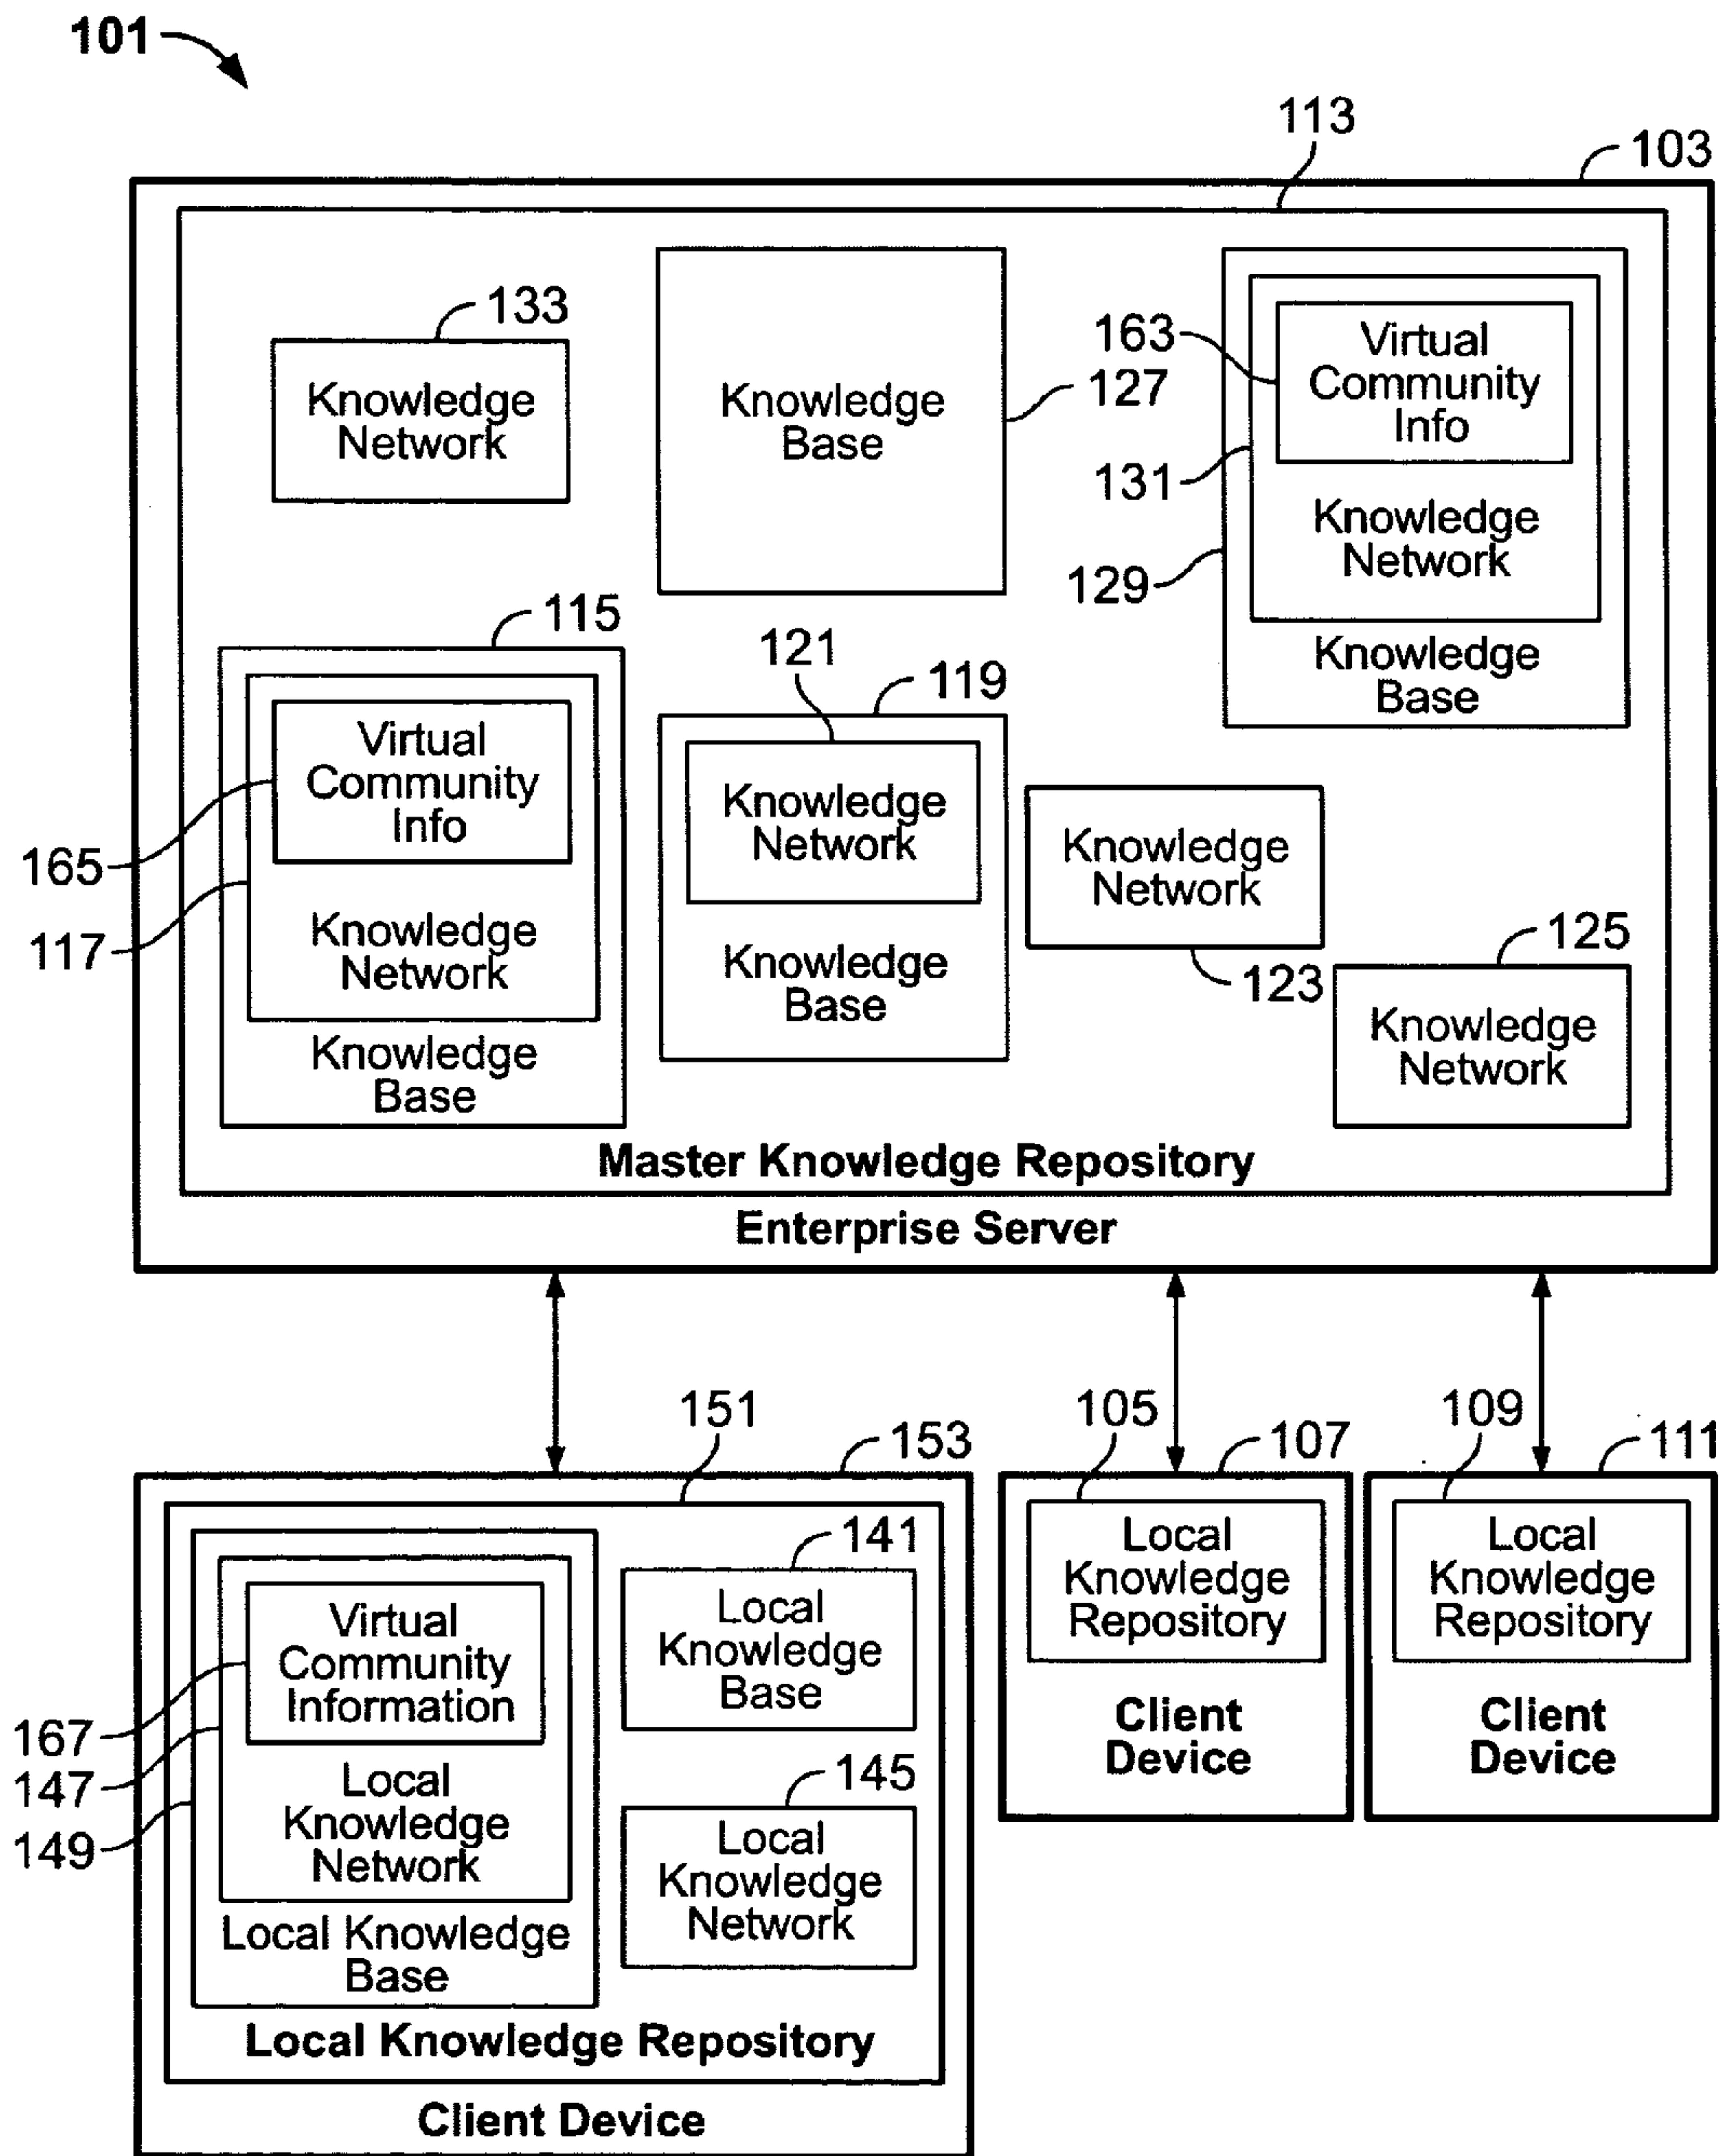 101
113
103
133
Knowledge
Network
Knowledge
Base
127
163
Virtual
Community
Info
131
Knowledge
Network
129
Knowledge
Base
115
Virtual
Community
Info
165
117
Knowledge
Network
Knowledge
Base
121
119
Knowledge
Network
Knowledge
Base
Knowledge
Network
123
125
Knowledge
Network
Master Knowledge Repository
Enterprise Server
151
153
105
107
109
111
Virtual
Community
Information
167
147
Local
Knowledge
Network
149
Local Knowledge
Base
141
Local
Knowledge
Base
145
Local
Knowledge
Network
Local Knowledge Repository
Client Device
Local
Knowledge
Repository
Client
Device
Local
Knowledge
Repository
Client
Device